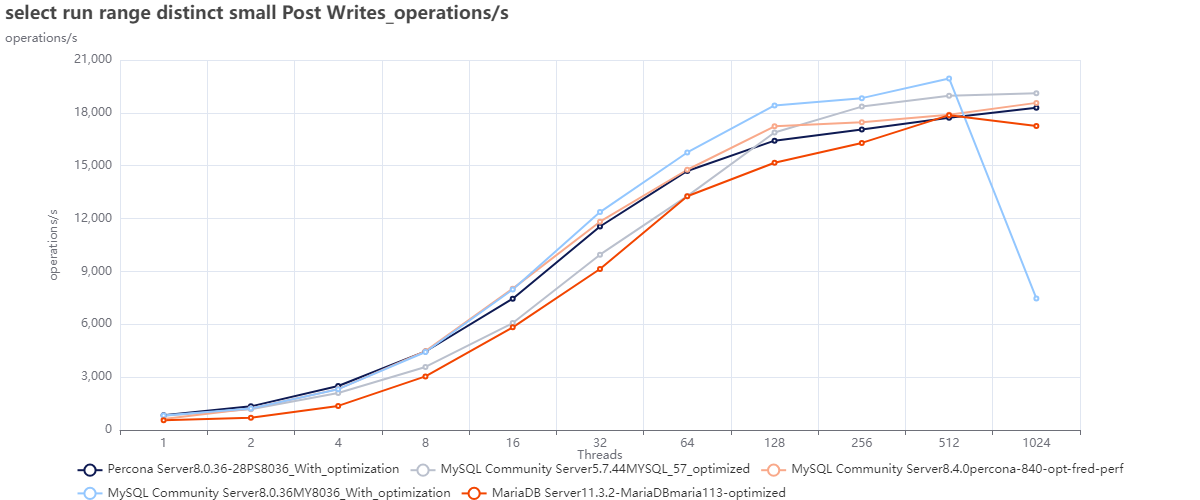 select run range distinct small Post Writes_operations/s
operations/s
21,000
18,000
15,000
12,000
9,000
6,000
3,000
0
operations/s
1 2 4 8 16 32 64 128 256 512 1024
Threads
Percona Server8.0.36-28PS8036_With_optimization MySQL Community Server5.7.44MYSQL_57_optimized MySQL Community Server8.4.0percona-840-opt-fred-perf
MySQL Community Server8.0.36MY8036_With_optimization MariaDB Server11.3.2-MariaDBmaria113-optimized